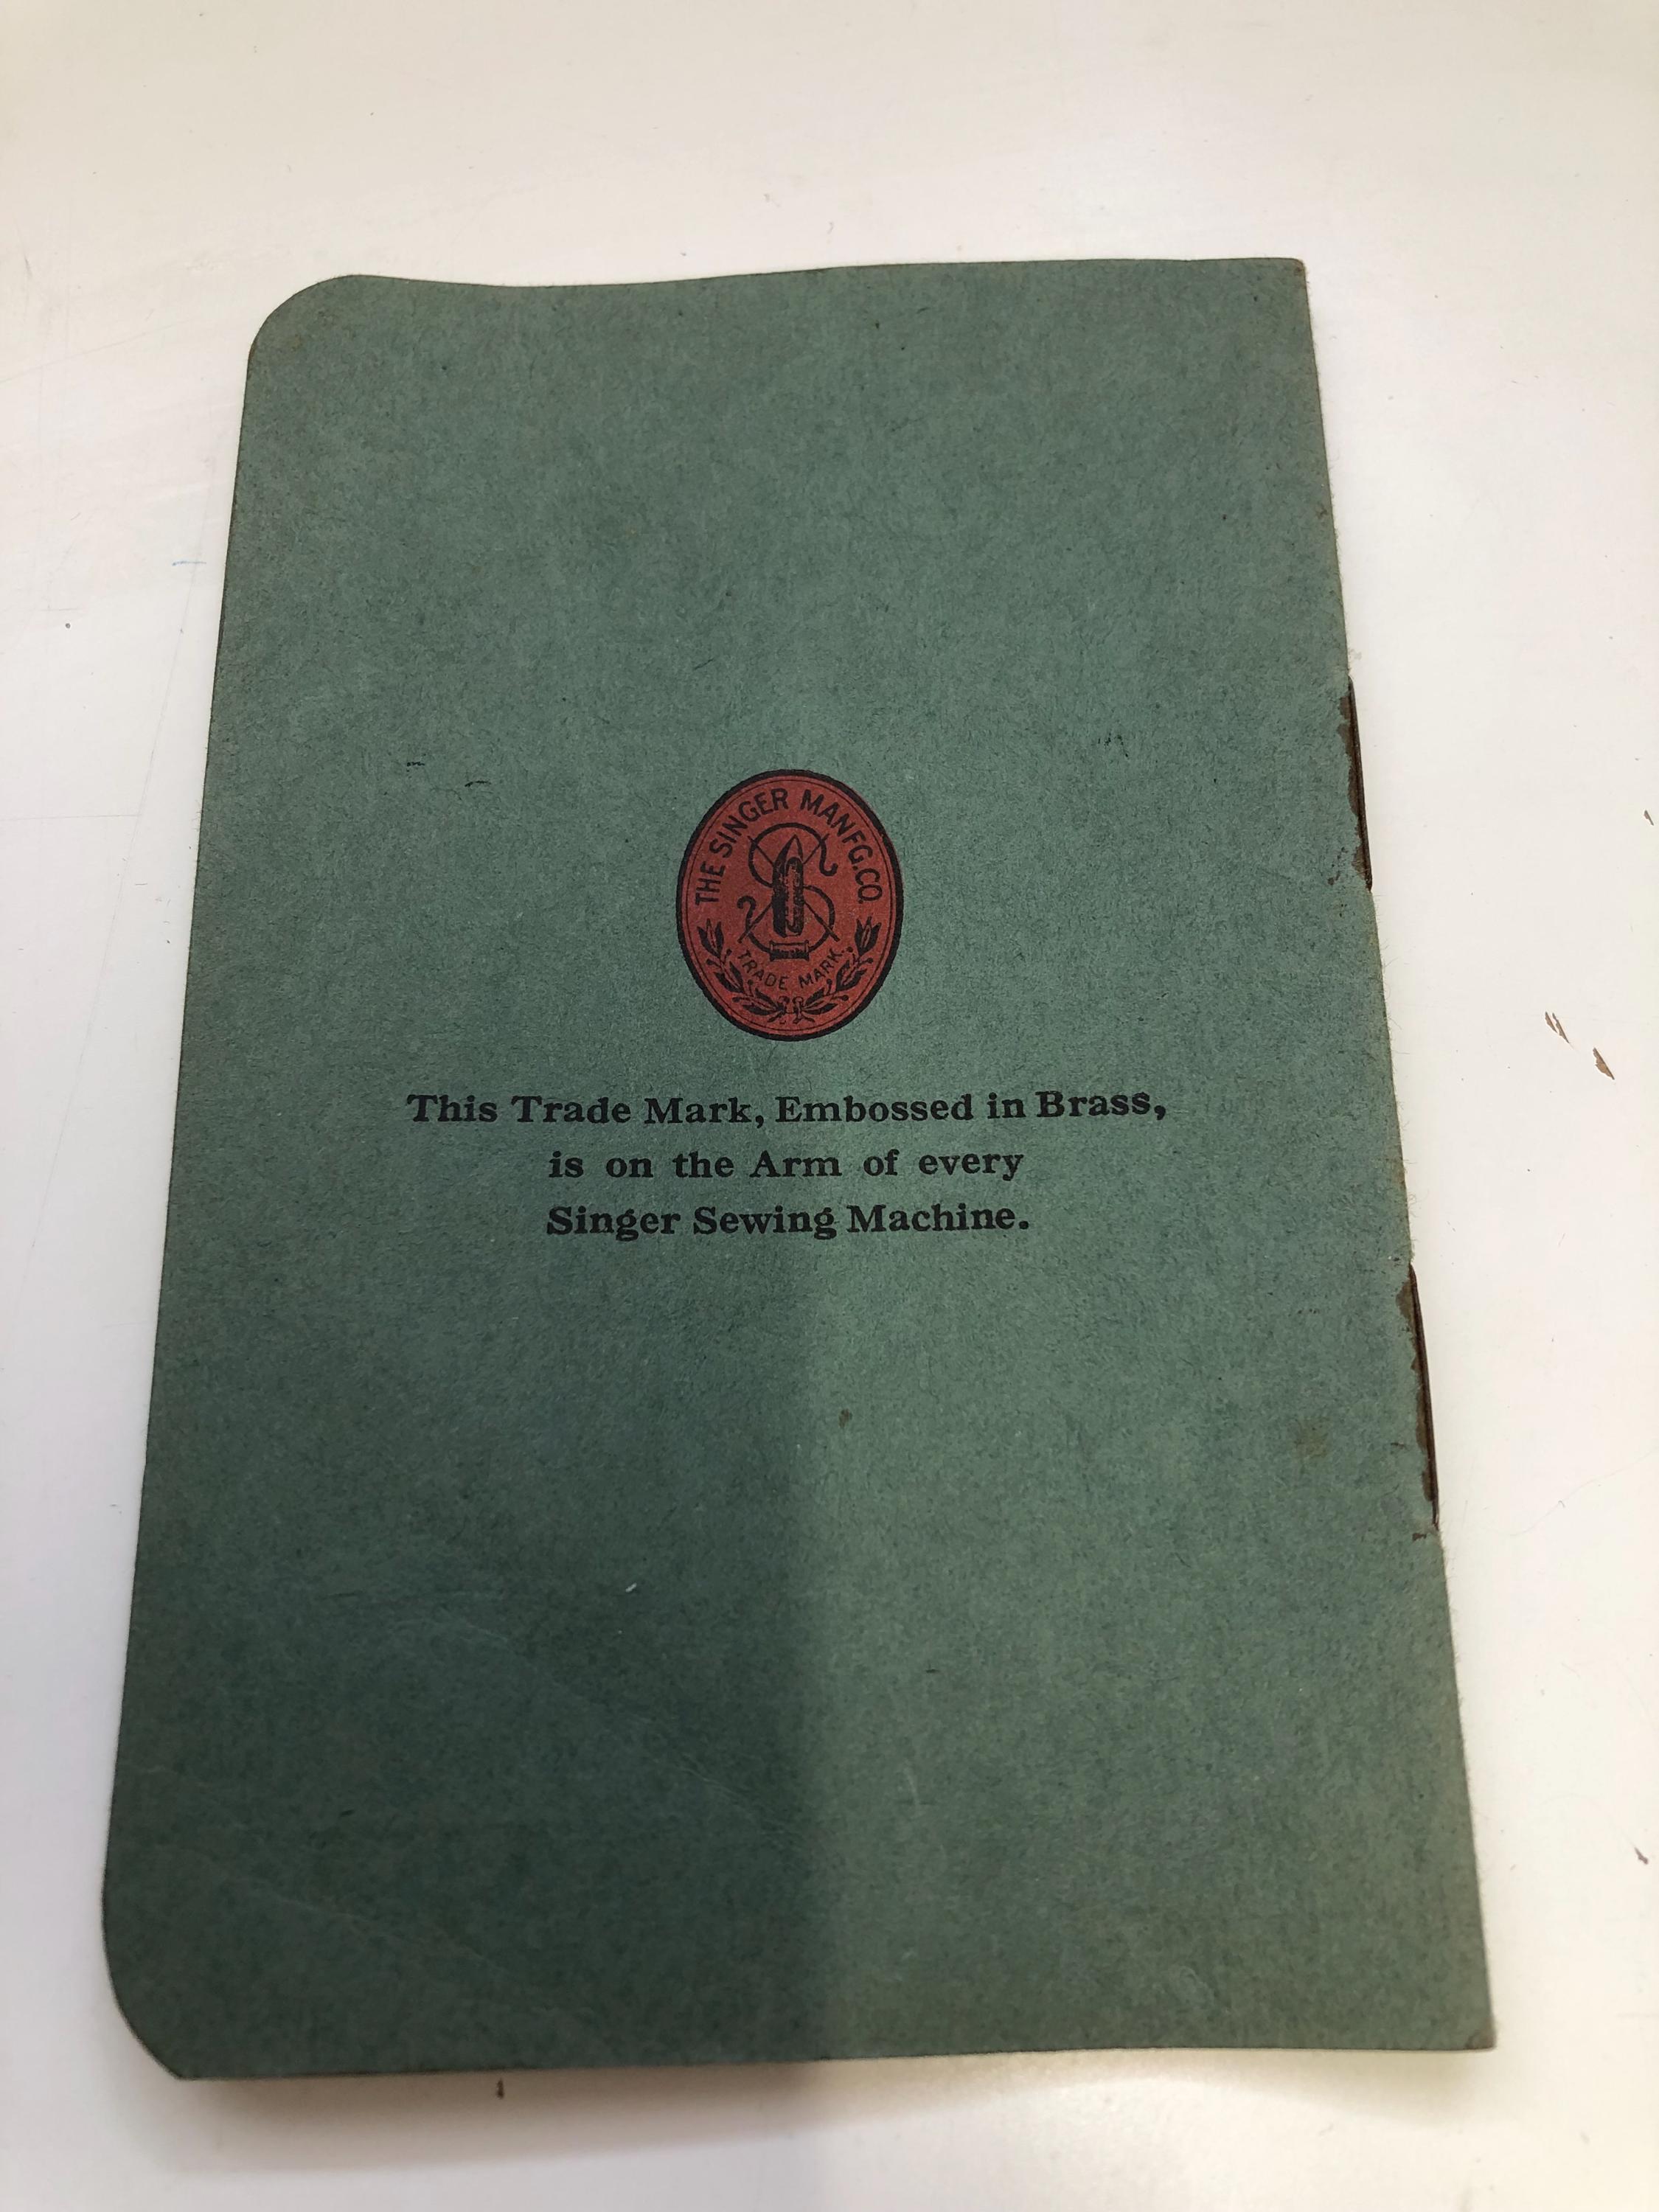 THE SINGER MANFG. CO.
TRADE MARK.
This Trade Mark, Embossed in Brass,
is on the Arm of every
Singer Sewing Machine.